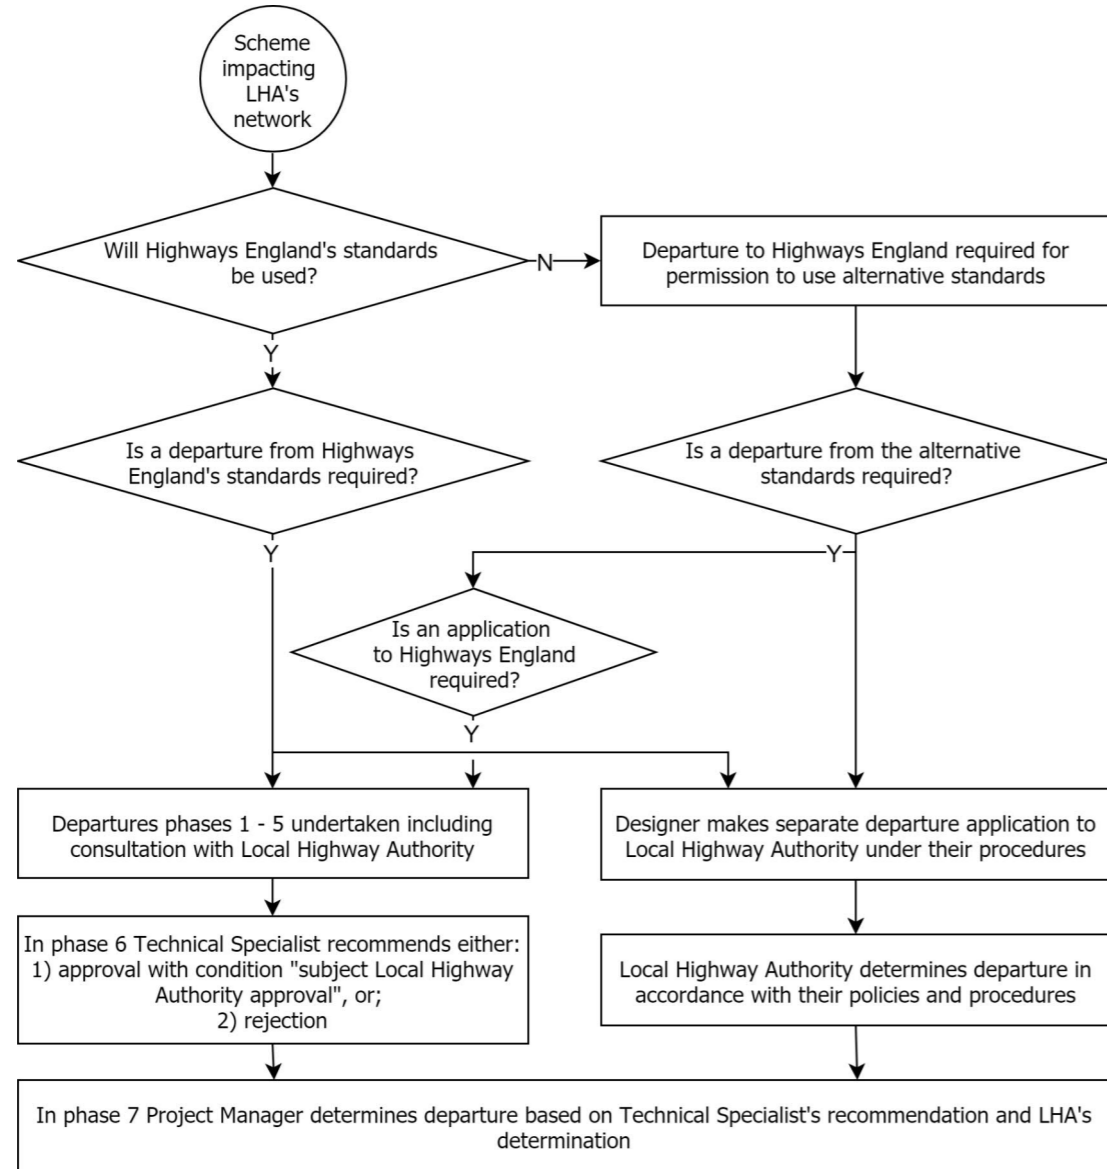 Scheme
impacting
LHA's
network
Will Highways England's standards
be used?
N
Departure to Highways England required for
permission to use alternative standards
Y
Is a departure from Highways
England's standards required?
Is a departure from the alternative
standards required?
Y
Y
Is an application
to Highways England
required?
Y
Departures phases 1 - 5 undertaken including
consultation with Local Highway Authority
Designer makes separate departure application to
Local Highway Authority under their procedures
In phase 6 Technical Specialist recommends either:
1) approval with condition "subject Local Highway
Authority approval", or;
2) rejection
Local Highway Authority determines departure in
accordance with their policies and procedures
In phase 7 Project Manager determines departure based on Technical Specialist's recommendation and LHA's
determination